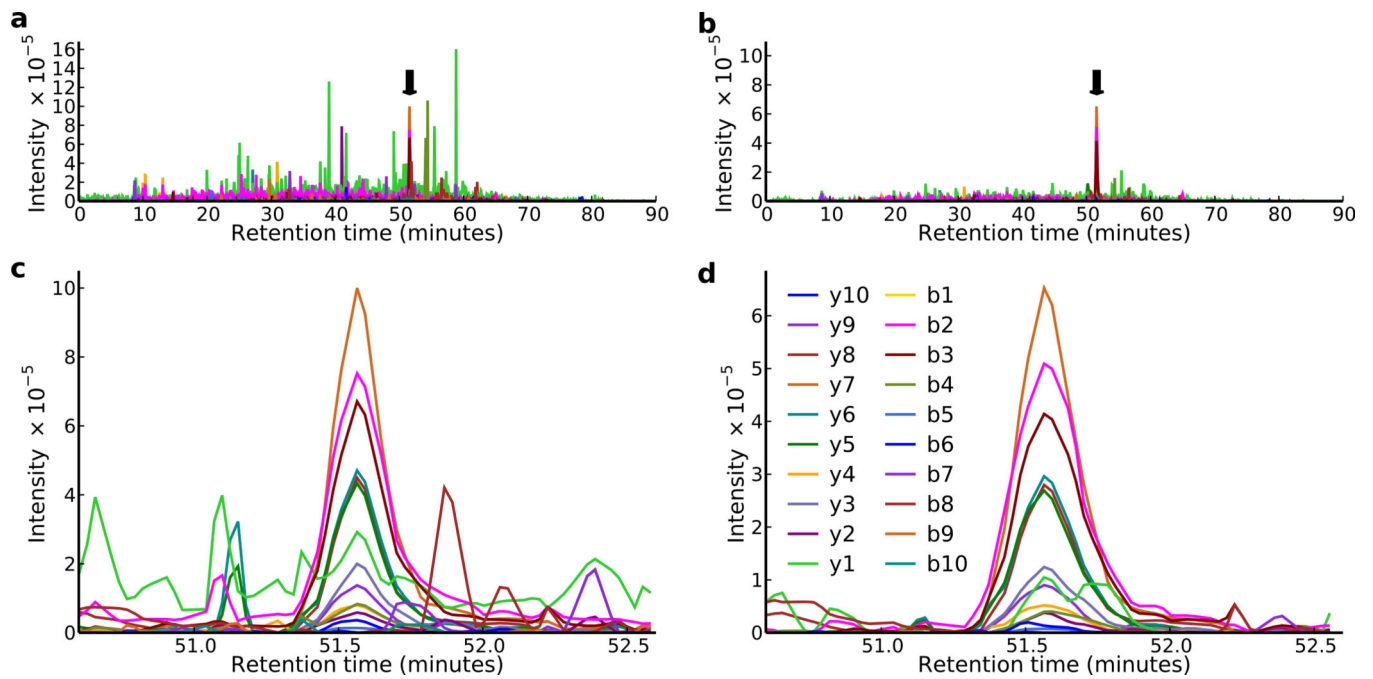 a
Intensity × 10⁻⁵
16
14
12
10
8
6
4
2
0
0 10 20 30 40 50 60 70 80 90
Retention time (minutes)
b
Intensity × 10⁻⁵
10
8
6
4
2
0
0 10 20 30 40 50 60 70 80 90
Retention time (minutes)
c
Intensity × 10⁻⁵
10
8
6
4
2
0
51.0 51.5 52.0 52.5
Retention time (minutes)
d
Intensity × 10⁻⁵
6
5
4
3
2
1
0
y10 b1
y9 b2
y8 b3
y7 b4
y6 b5
y5 b6
y4 b7
y3 b8
y2 b9
y1 b10
51.0 51.5 52.0 52.5
Retention time (minutes)